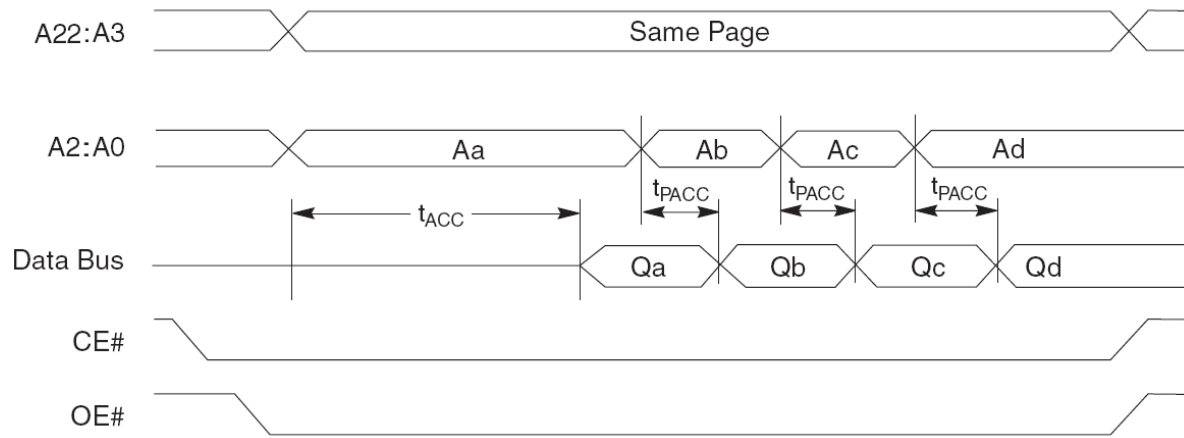 A22:A3 Same Page
A2:A0 Aa Ab Ac Ad
tACC tPACC tPACC tPACC
Data Bus Qa Qb Qc Qd
CE#
OE#